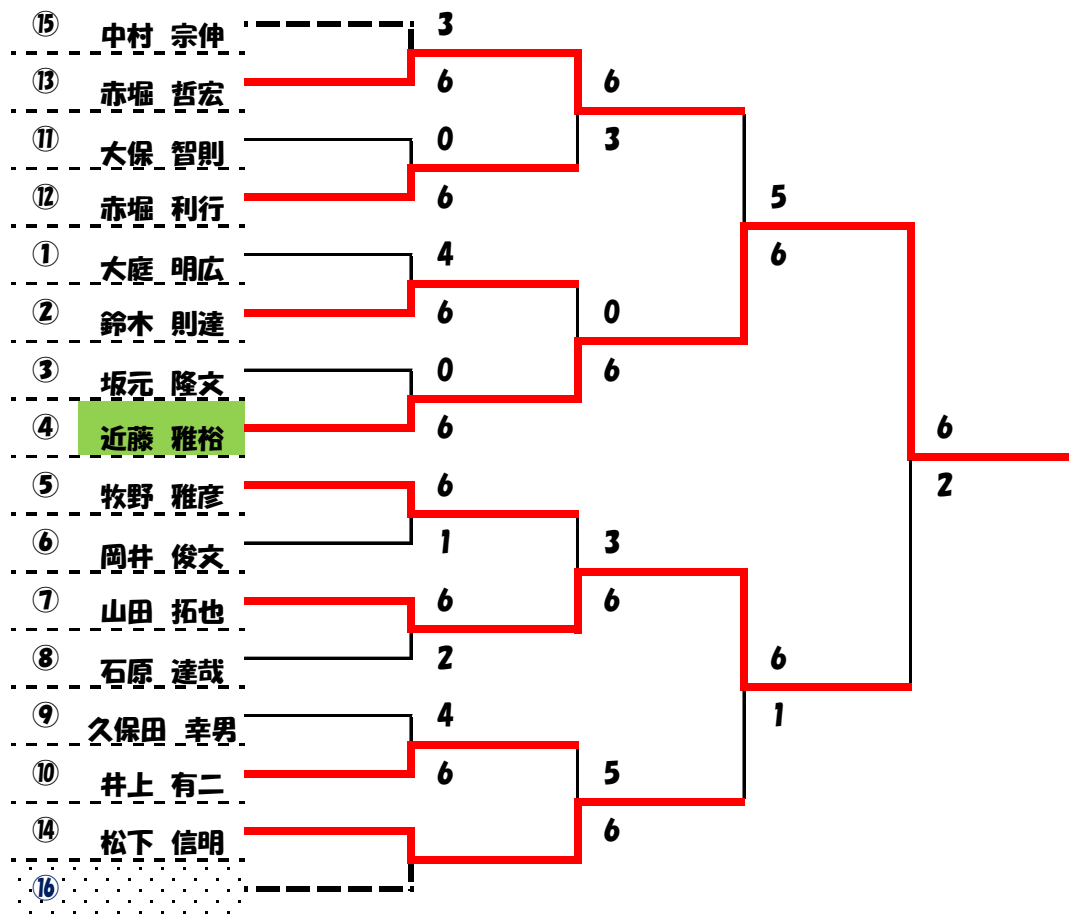 ⑮ 中村 宗伸 3
⑬ 赤堀 哲宏 6 6
⑪ 大保 智則 0 3
⑫ 赤堀 利行 6 5
① 大庭 明広 4 6
② 鈴木 則達 6 0
③ 坂元 隆文 0 6
④ 近藤 雅裕 6 6
⑤ 牧野 雅彦 6 2
⑥ 岡井 俊文 1 3
⑦ 山田 拓也 6 6
⑧ 石原 達哉 2 6
⑨ 久保田 幸男 4 1
⑩ 井上 有二 6 5
⑭ 松下 信明 6
⑯